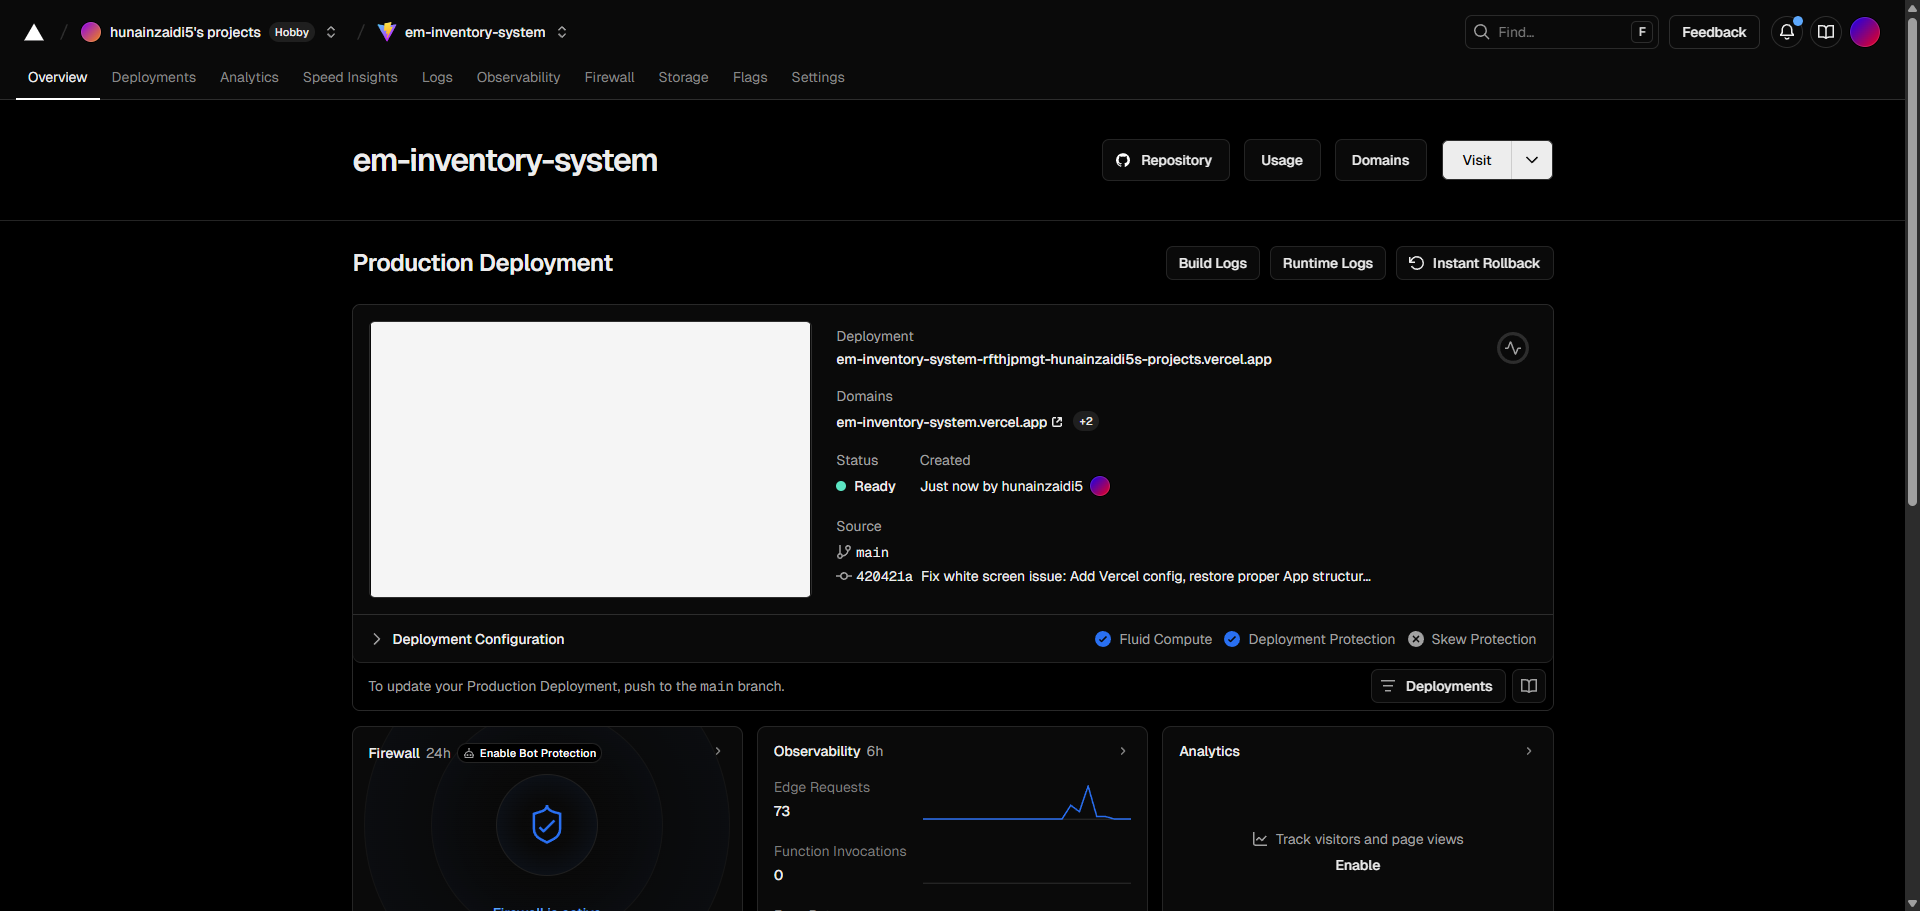 hunainzaidi5's projects Hobby em-inventory-system Find... F Feedback
Overview Deployments Analytics Speed Insights Logs Observability Firewall Storage Flags Settings
em-inventory-system Repository Usage Domains Visit
Production Deployment Build Logs Runtime Logs Instant Rollback
Deployment
em-inventory-system-rfthjpmgt-hunainzaidi5s-projects.vercel.app
Domains
em-inventory-system.vercel.app +2
Status Created
Ready Just now by hunainzaidi5
Source
main
420421a Fix white screen issue: Add Vercel config, restore proper App structur...
Deployment Configuration Fluid Compute Deployment Protection Skew Protection
To update your Production Deployment, push to the main branch. Deployments
Firewall 24h Enable Bot Protection
Firewall is active
Observability 6h
Edge Requests
73
Function Invocations
0
Analytics
Track visitors and page views
Enable